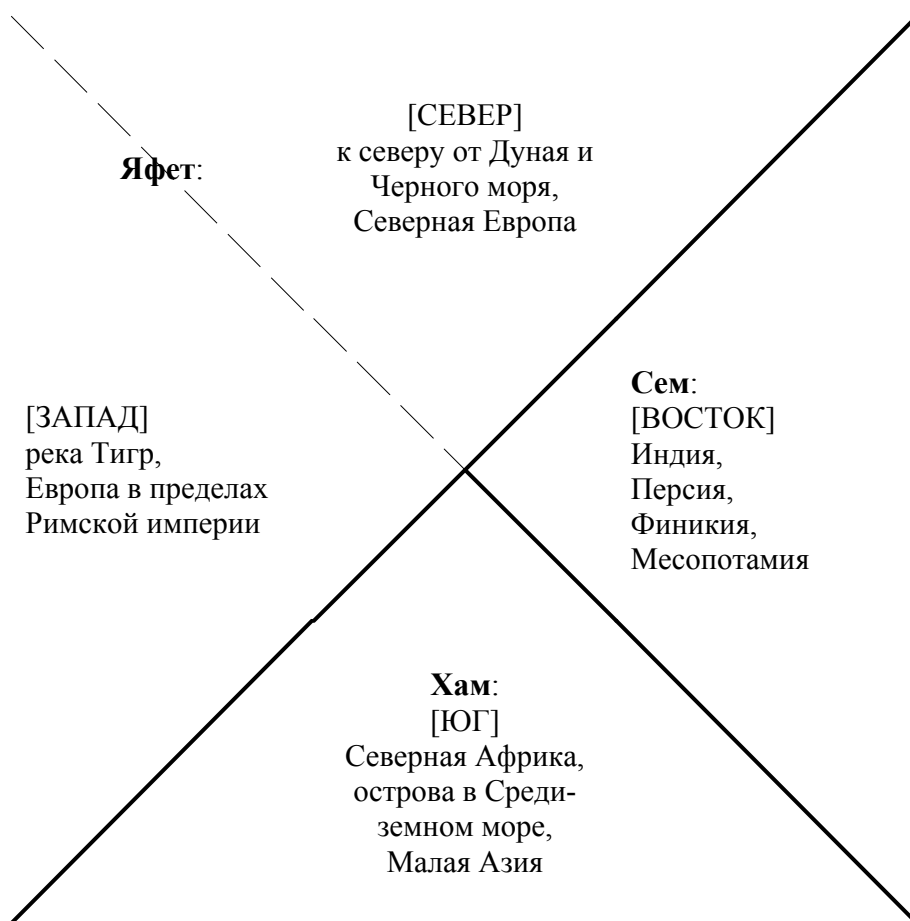 [СЕВЕР]
к северу от Дуная и
Черного моря,
Северная Европа
Яфет:
[ЗАПАД]
река Тигр,
Европа в пределах
Римской империи
Сем:
[ВОСТОК]
Индия,
Персия,
Финикия,
Месопотамия
Хам:
[ЮГ]
Северная Африка,
острова в Среди-
земном море,
Малая Азия